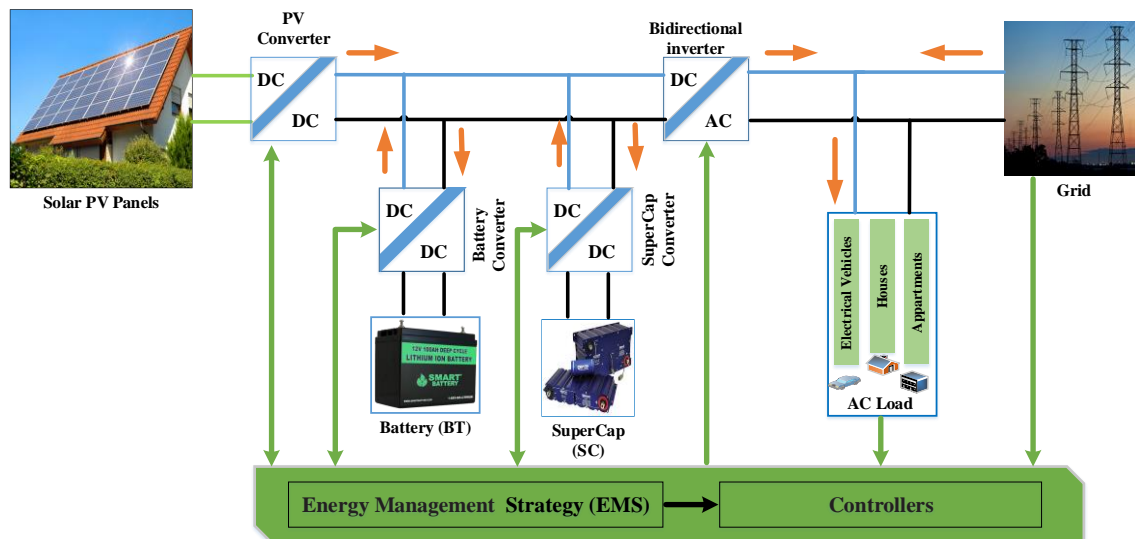 PV
Converter
Bidirectional
inverter
DC
DC
DC
AC
Solar PV Panels
Grid
DC
DC
Battery
Converter
DC
DC
SuperCap
Converter
Electrical Vehicles
Houses
Appartments
AC Load
12V 100AH DEEP CYCLE
LITHIUM ION BATTERY
SMART
BATTERY
Battery (BT)
SuperCap
(SC)
Energy Management Strategy (EMS)
Controllers